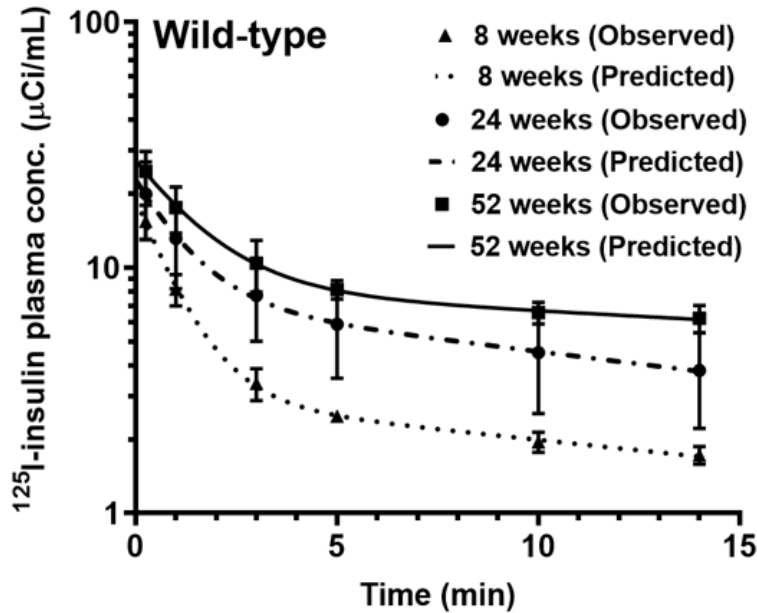 Wild-type
8 weeks (Observed)
8 weeks (Predicted)
24 weeks (Observed)
24 weeks (Predicted)
52 weeks (Observed)
52 weeks (Predicted)
¹²⁵I-insulin plasma conc. (μCi/mL)
100
10
1
0 5 10 15
Time (min)